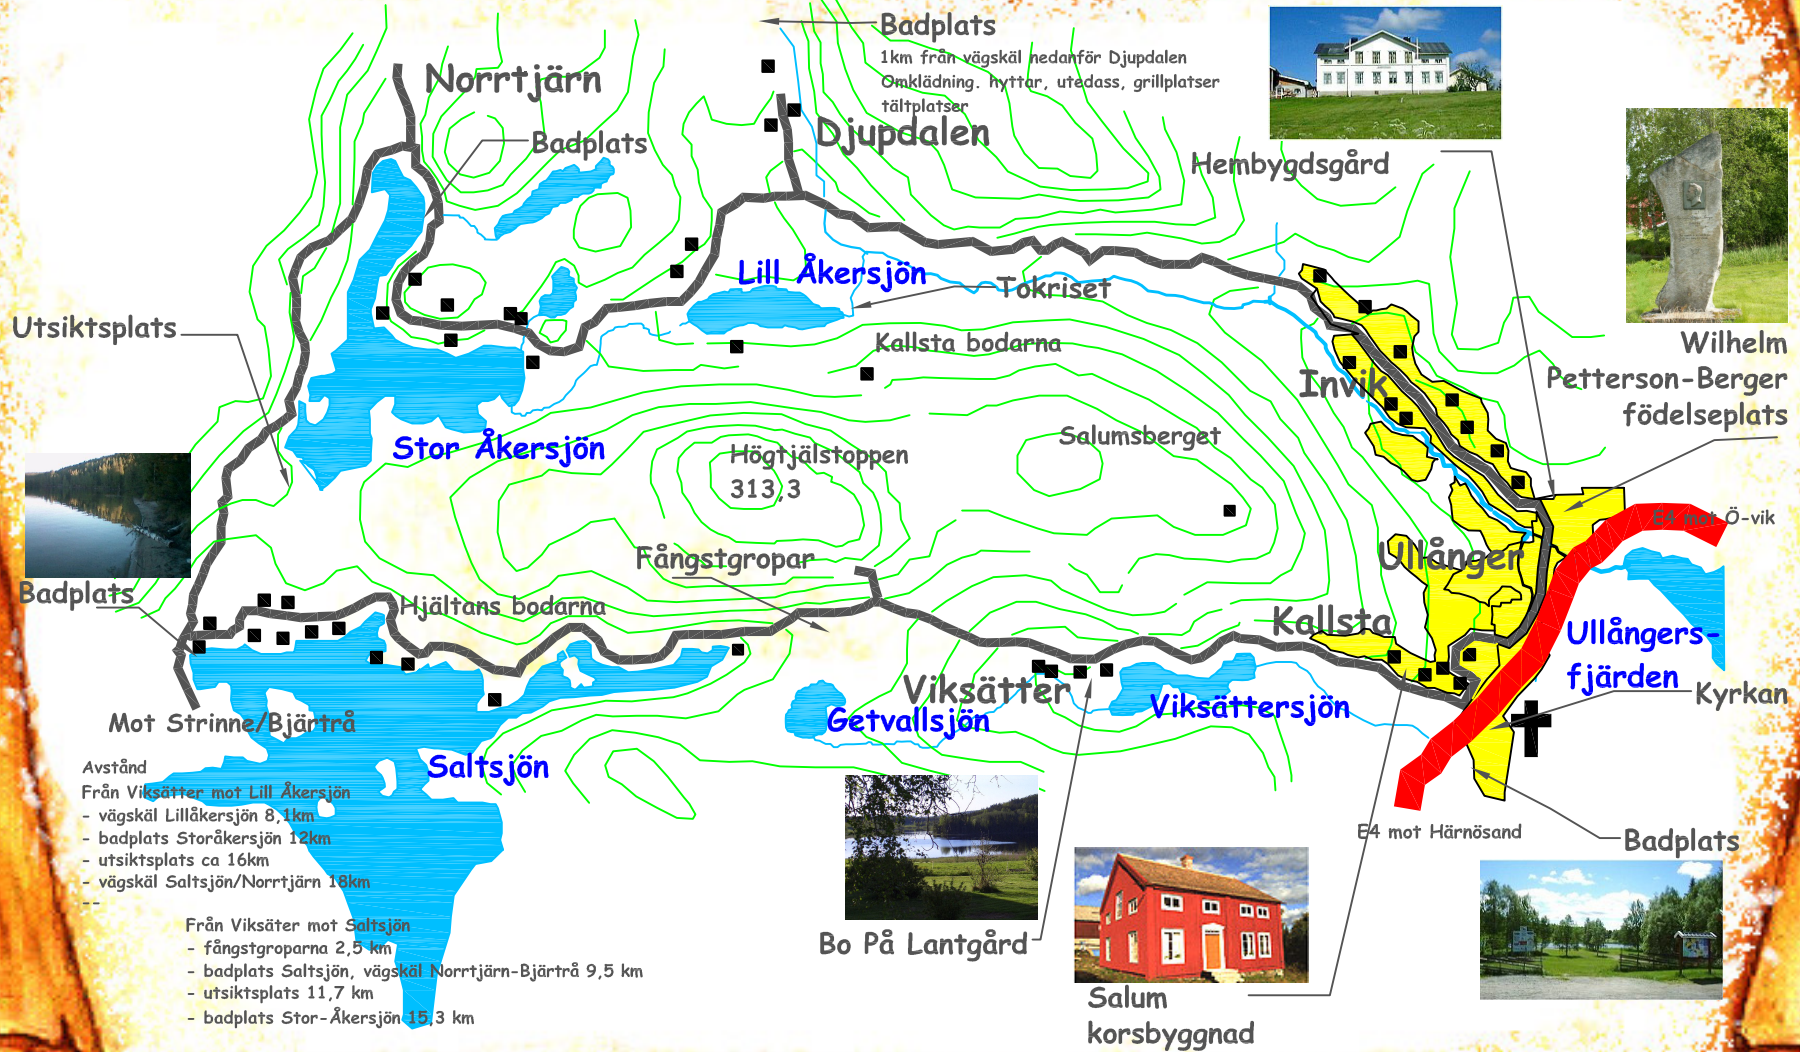 Badplats
1km från vägskäl nedanför Djupdalen
Omklädning. hyttar, utedass, grillplatser
tältplatser
Norrtjärn
Badplats
Djupdalen
Hembygdsgård
Lill Åkersjön
Tokriset
Utsiktsplats
Kallsta bodarna
Wilhelm
Petterson-Berger
födelseplats
Invik
Stor Åkersjön
Högtjälstoppen
313,3
Salumsberget
E4 mot Ö-vik
Fångstgropar
Ullånger
Badplats
Hjältans bodarna
Kallsta
Ullångers-
fjärden
Viksätter
Getvallsjön
Viksättersjön
Kyrkan
Mot Strinne/Bjärtrå
Saltsjön
Avstånd
Från Viksätter mot Lill Åkersjön
- vägskäl Lillåkersjön 8,1km
- badplats Storåkersjön 12km
- utsiktsplats ca 16km
- vägskäl Saltsjön/Norrtjärn 18km
--
Från Viksäter mot Saltsjön
- fångstgroparna 2,5 km
- badplats Saltsjön, vägskäl Norrtjärn-Bjärtrå 9,5 km
- utsiktsplats 11,7 km
- badplats Stor-Åkersjön 15,3 km
E4 mot Härnösand
Badplats
Bo På Lantgård
Salum
korsbyggnad